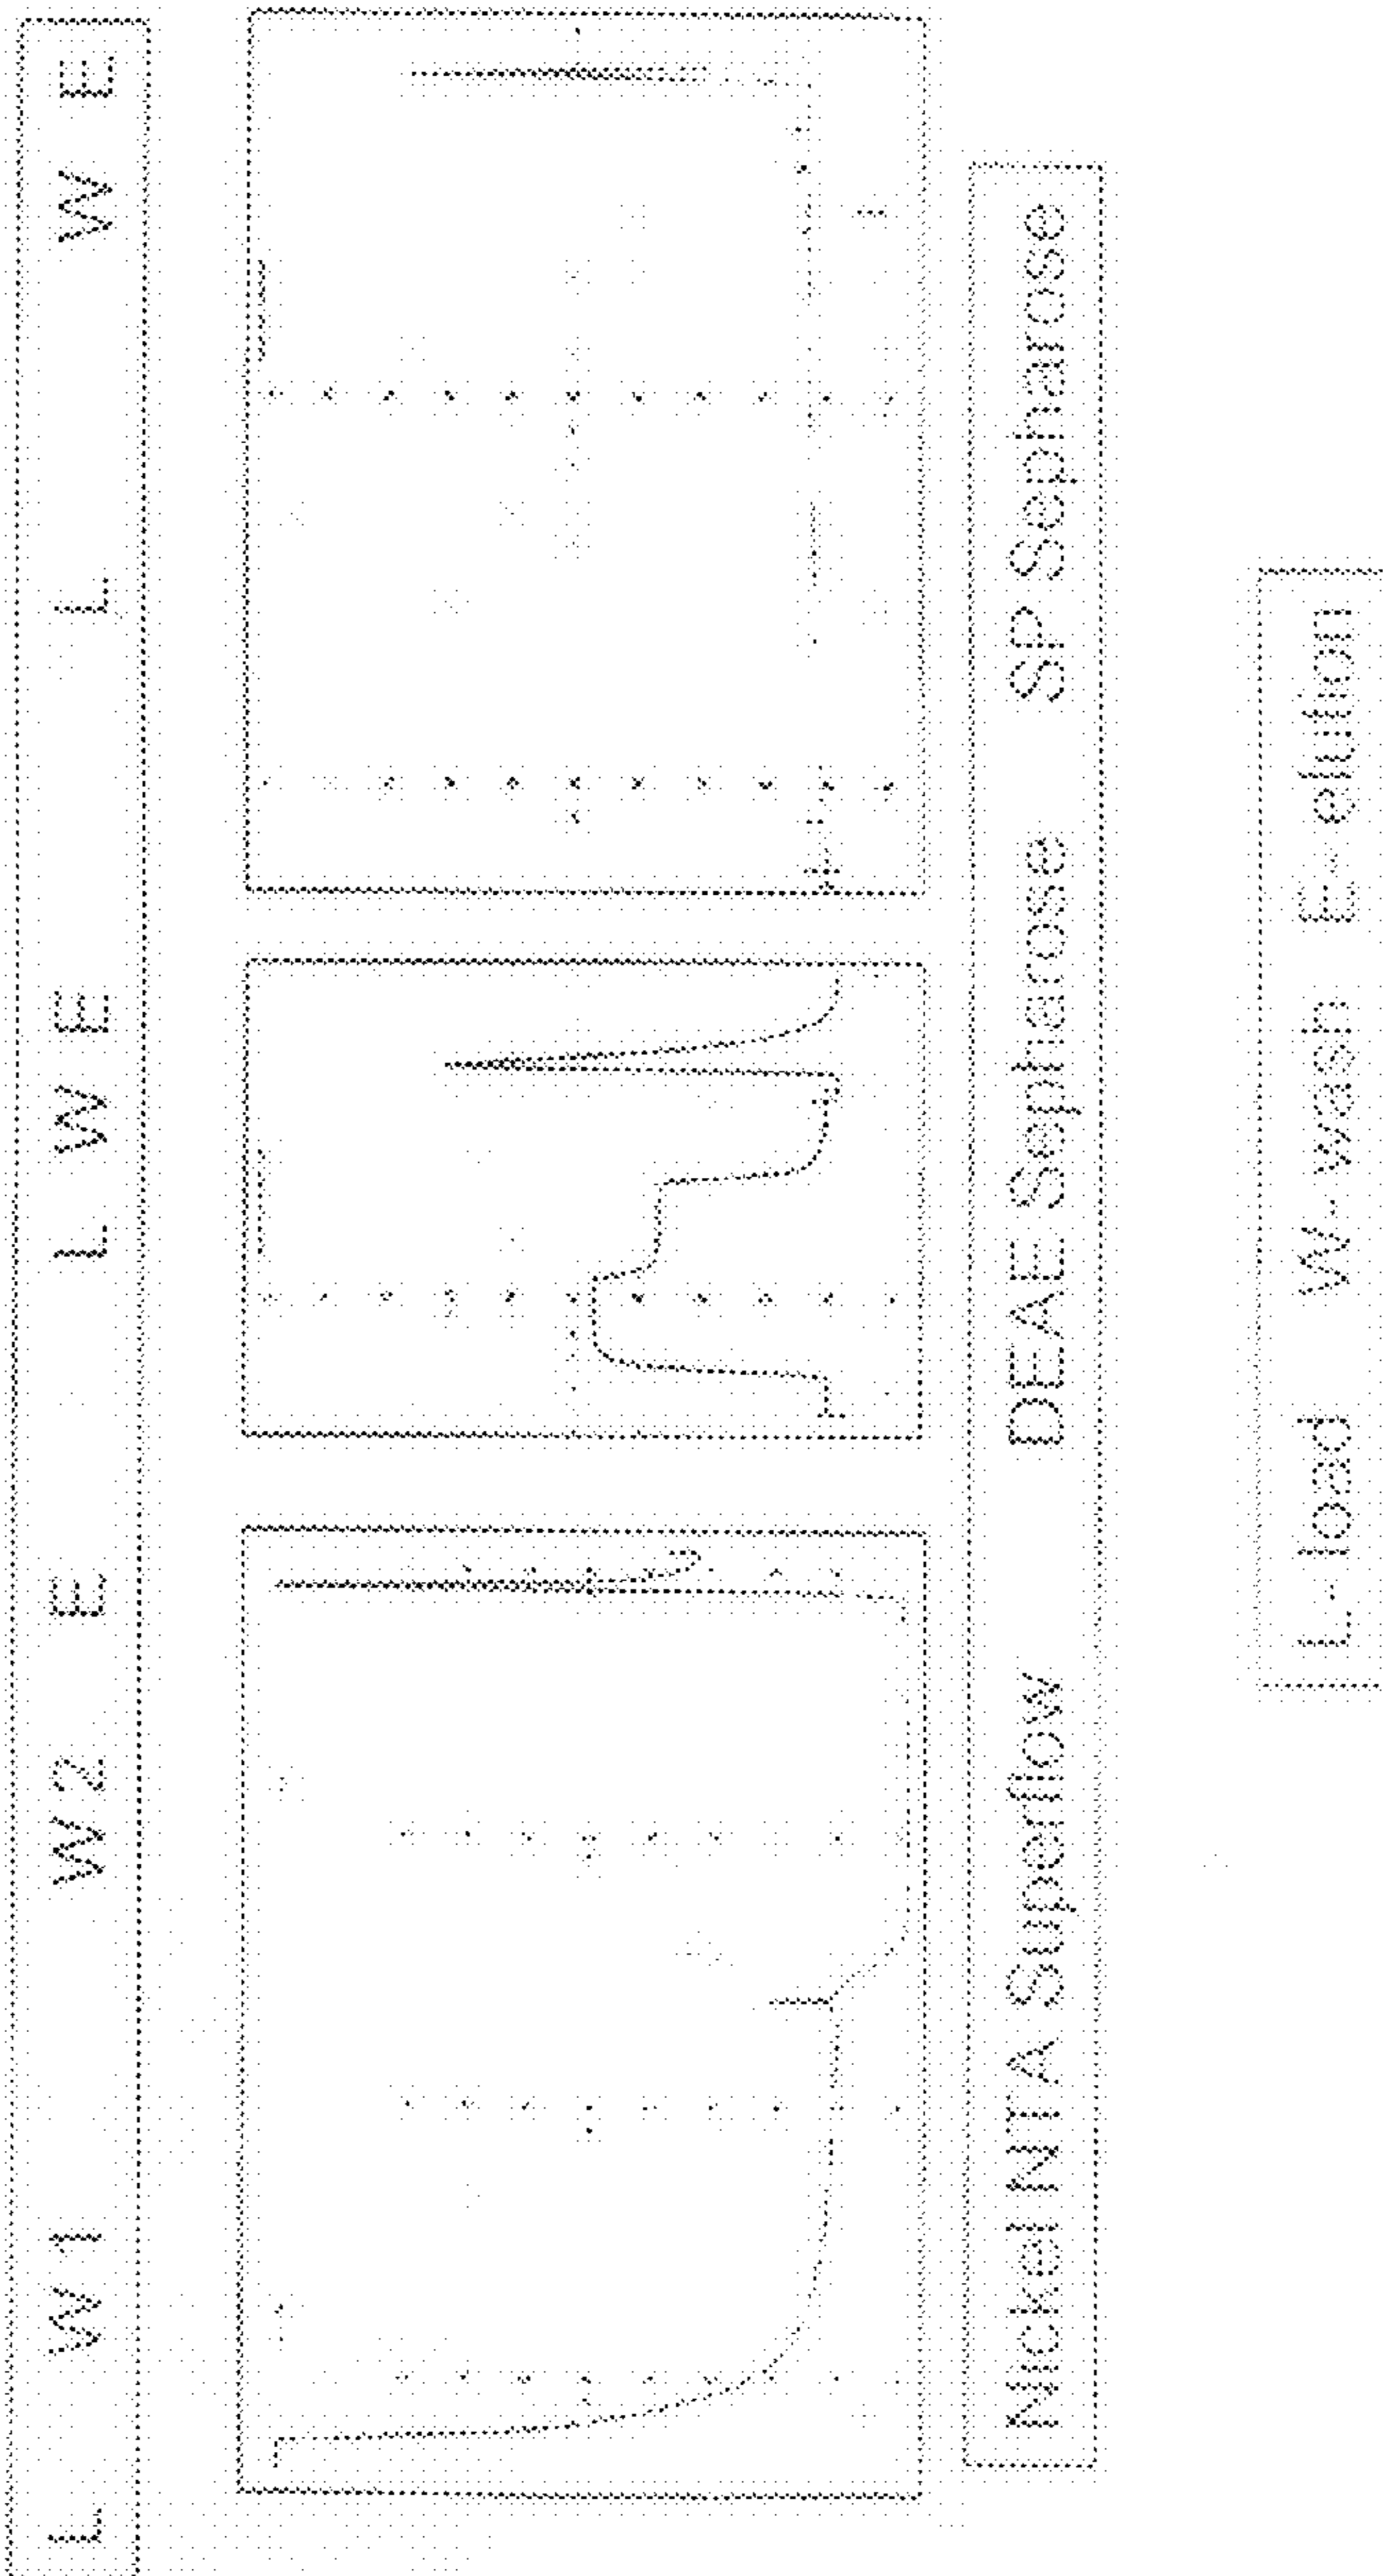 L W1 W2 E L W E L W E
Nickel NTA Superflow DEAE Sepharose SP Sepharose
L-load W-wash E-elution